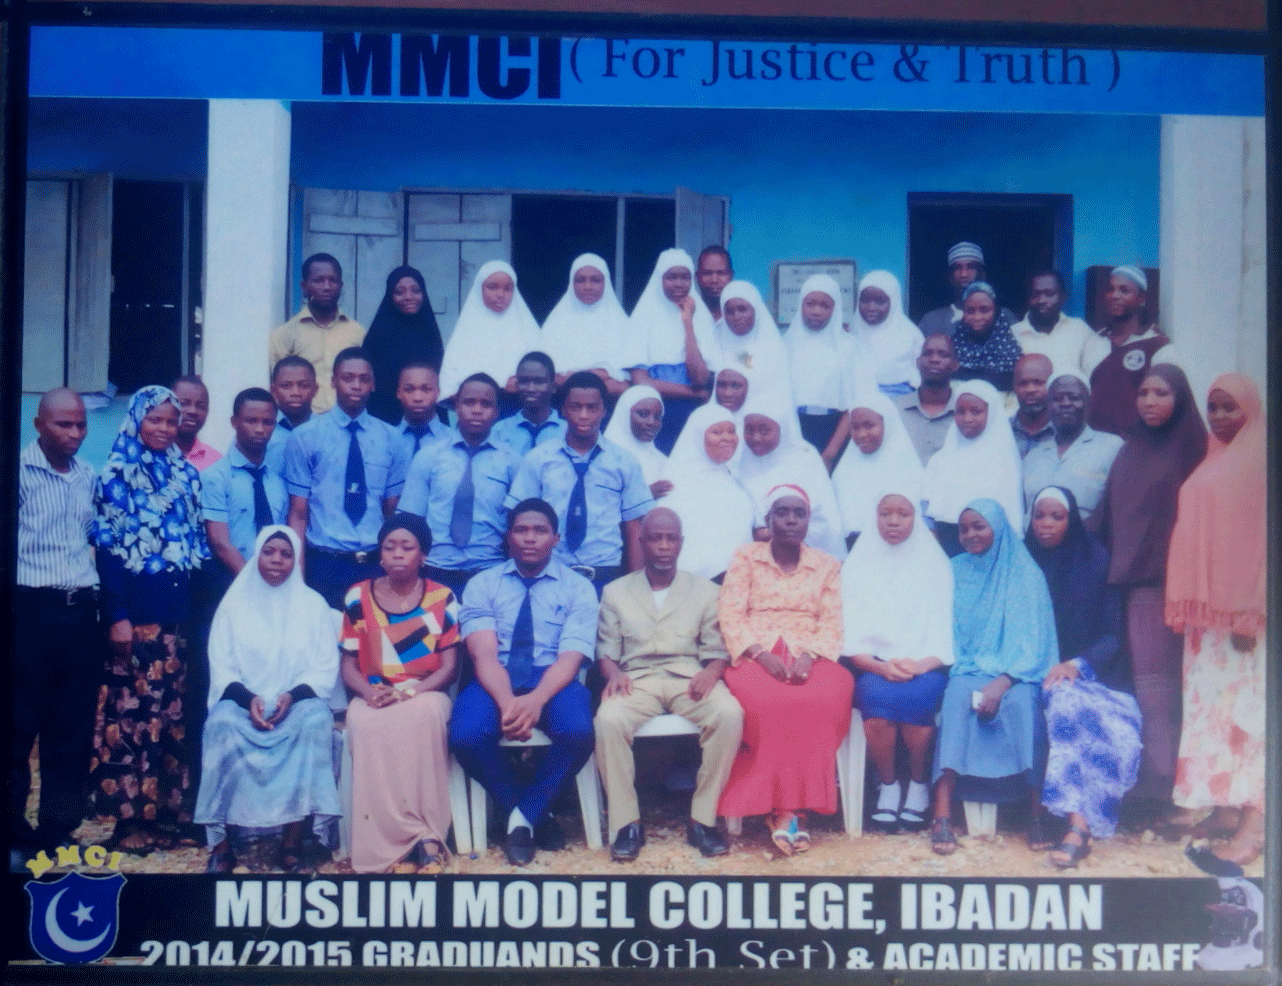 MMCI ( For Justice & Truth )
MMCI
MUSLIM MODEL COLLEGE, IBADAN
2014/2015 GRADUANDS (9th Set) & ACADEMIC STAFF